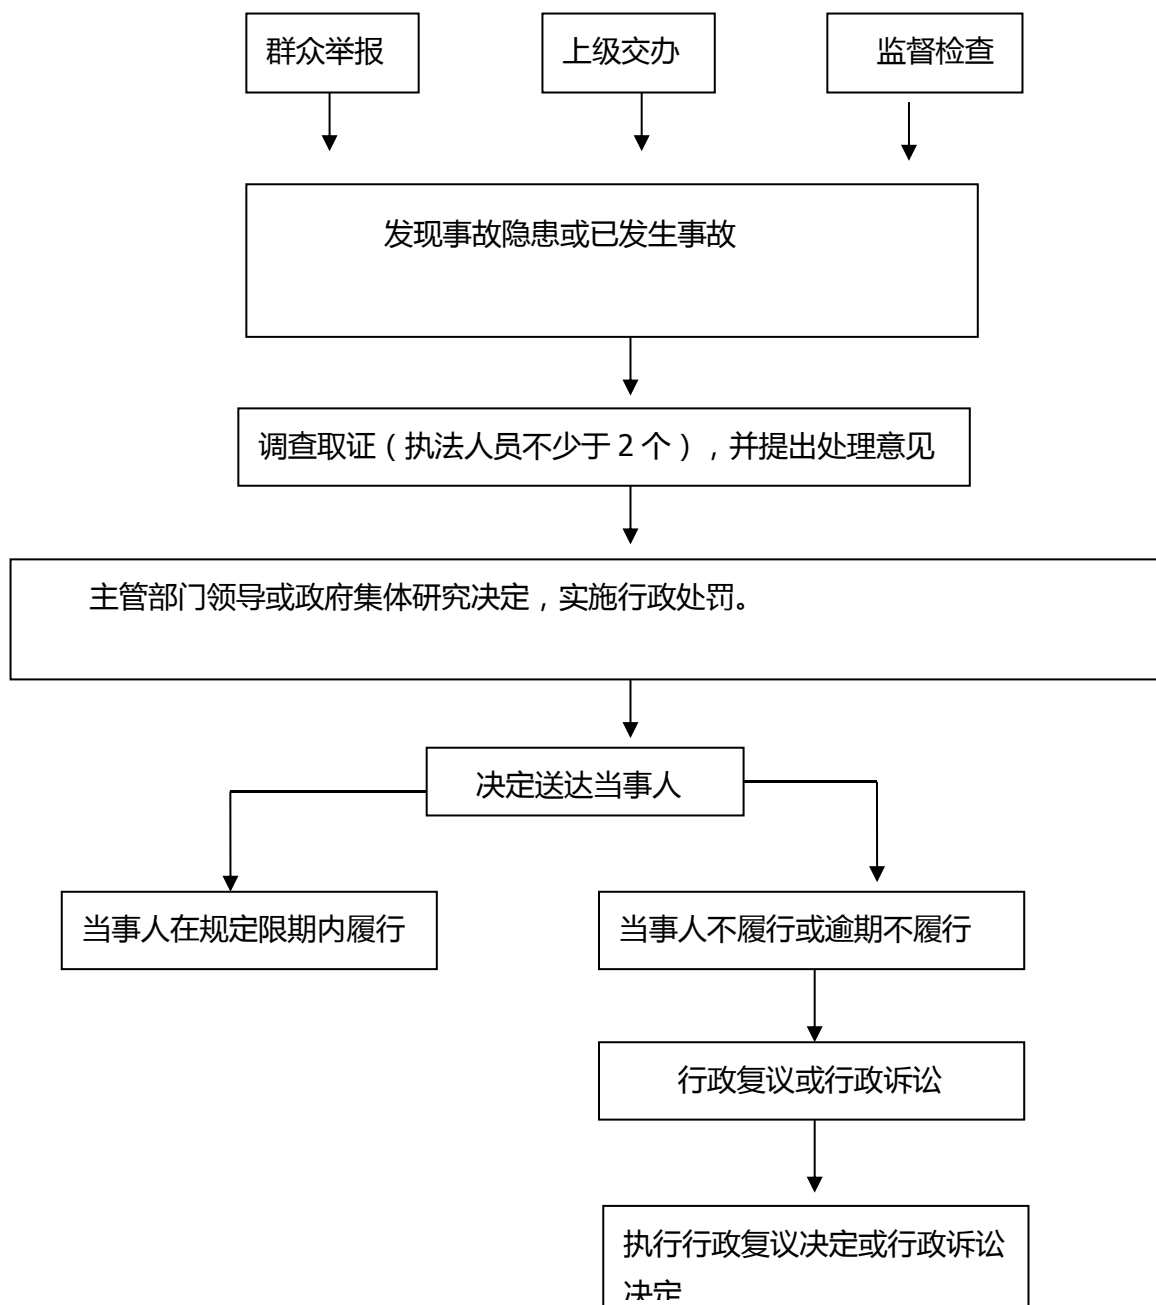 群众举报
上级交办
监督检查
发现事故隐患或已发生事故
调查取证（执法人员不少于 2 个），并提出处理意见
主管部门领导或政府集体研究决定，实施行政处罚。
决定送达当事人
当事人在规定限期内履行
当事人不履行或逾期不履行
行政复议或行政诉讼
执行行政复议决定或行政诉讼
决定